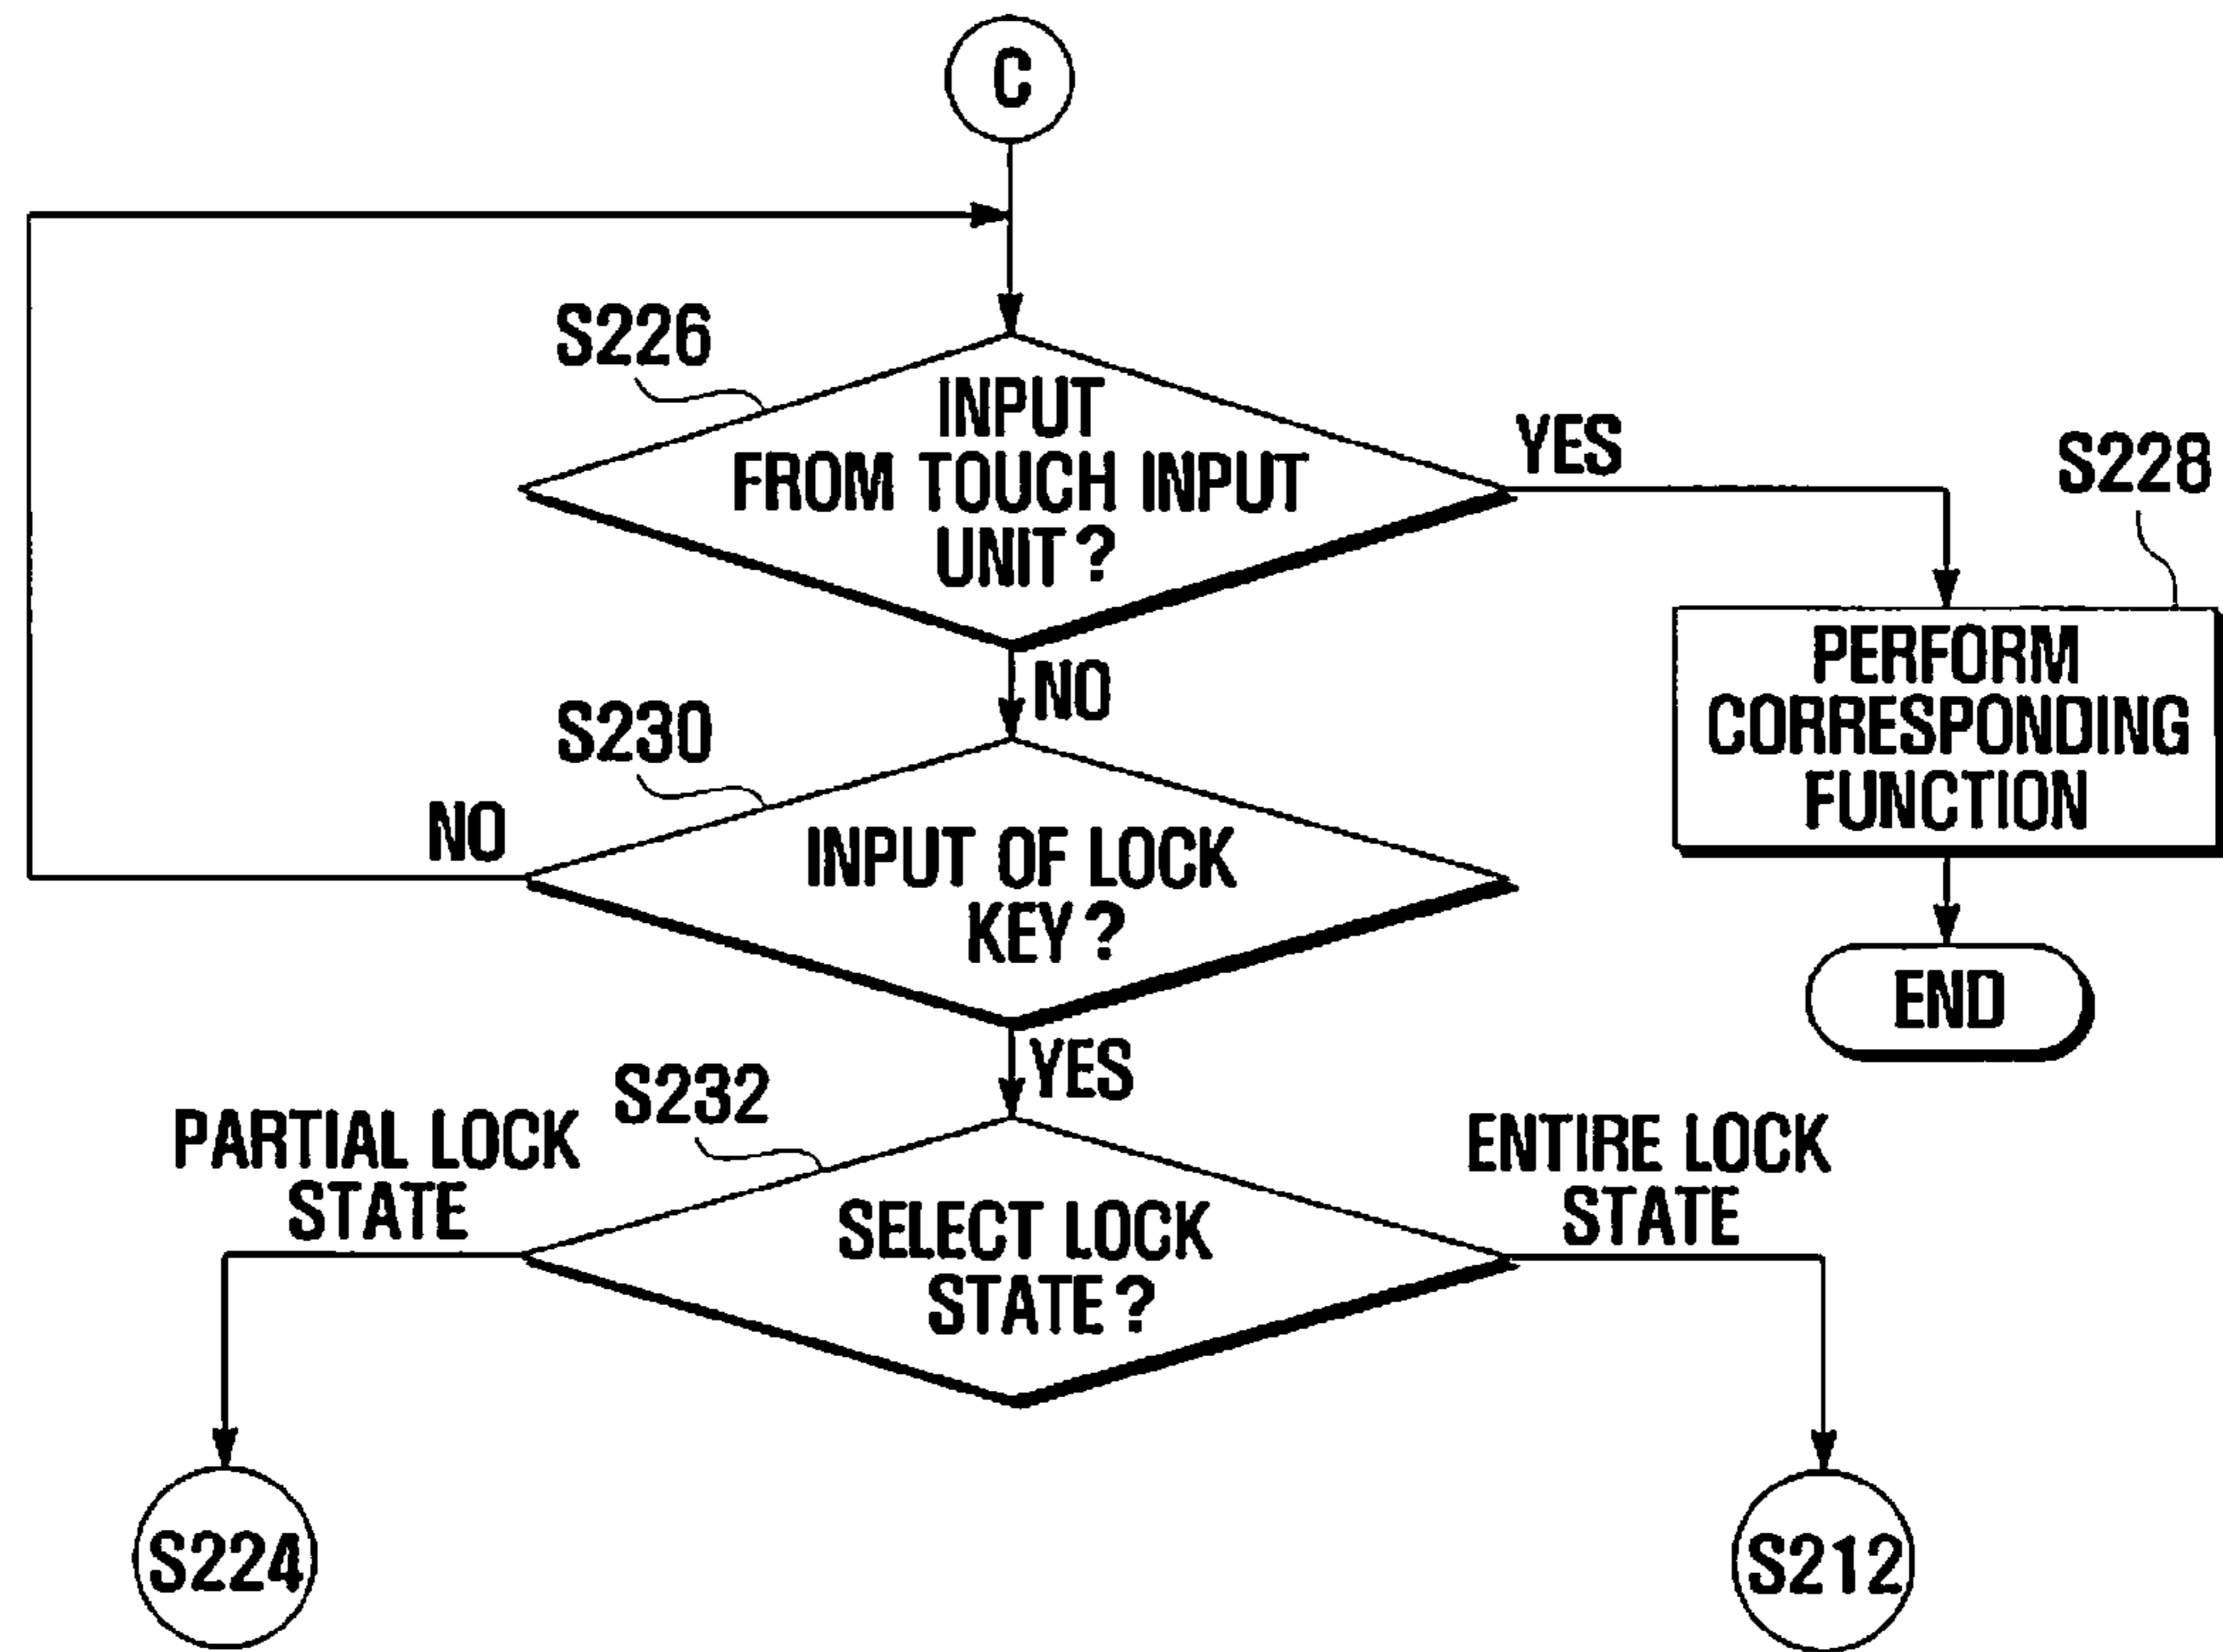 C
S226
INPUT
FROM TOUCH INPUT
UNIT?
YES
S228
PERFORM
CORRESPONDING
FUNCTION
END
NO
S230
NO
INPUT OF LOCK
KEY?
YES
S232
PARTIAL LOCK
STATE
SELECT LOCK
STATE?
ENTIRE LOCK
STATE
S224
S212